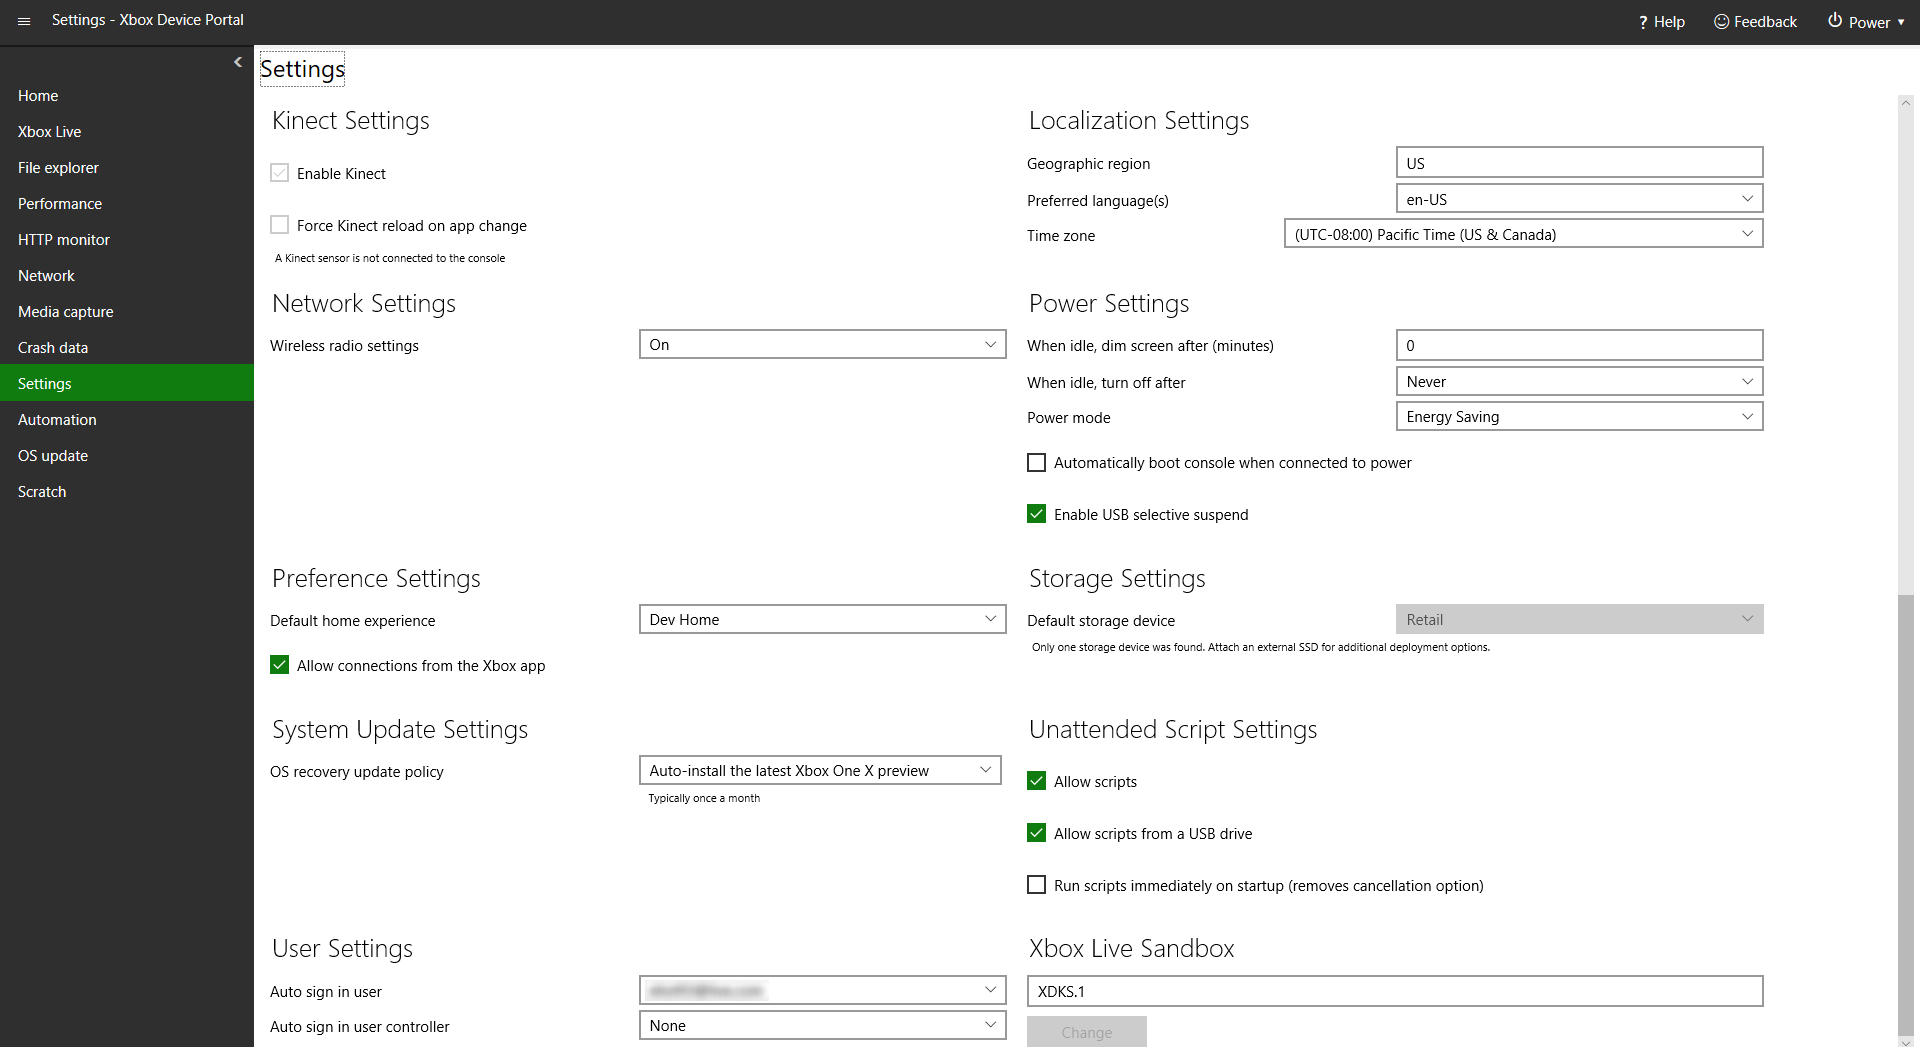 Settings - Xbox Device Portal
? Help
Feedback
Power
Home
Xbox Live
File explorer
Performance
HTTP monitor
Network
Media capture
Crash data
Settings
Automation
OS update
Scratch
Settings
Kinect Settings
Enable Kinect
Force Kinect reload on app change
A Kinect sensor is not connected to the console
Localization Settings
Geographic region
US
Preferred language(s)
en-US
Time zone
(UTC-08:00) Pacific Time (US & Canada)
Network Settings
Wireless radio settings
On
Power Settings
When idle, dim screen after (minutes)
0
When idle, turn off after
Never
Power mode
Energy Saving
Automatically boot console when connected to power
Enable USB selective suspend
Preference Settings
Default home experience
Dev Home
Allow connections from the Xbox app
Storage Settings
Default storage device
Retail
Only one storage device was found. Attach an external SSD for additional deployment options.
System Update Settings
OS recovery update policy
Auto-install the latest Xbox One X preview
Typically once a month
Unattended Script Settings
Allow scripts
Allow scripts from a USB drive
Run scripts immediately on startup (removes cancellation option)
User Settings
Auto sign in user
Auto sign in user controller
None
Xbox Live Sandbox
XDKS.1
Change